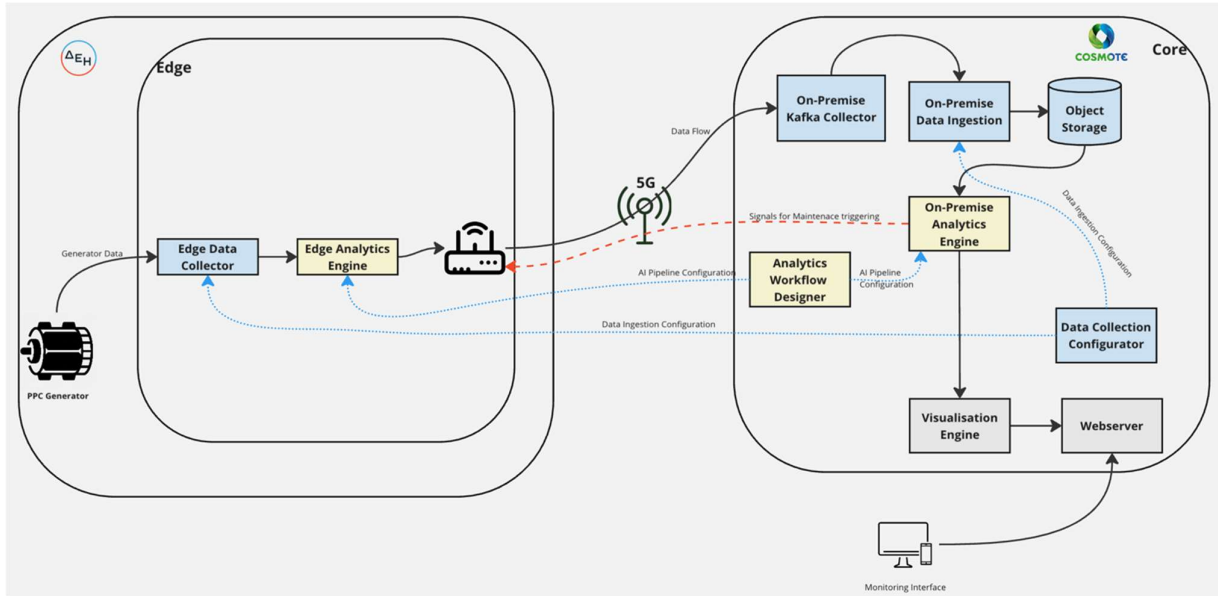 ΔΕΗ
Edge
COSMOTE
Core
On-Premise
Kafka Collector
On-Premise
Data Ingestion
Object
Storage
Data Flow
5G
Signals for Maintenace triggering
On-Premise
Analytics
Engine
Data Ingestion Configuration
Generator Data
Edge Data
Collector
Edge Analytics
Engine
AI Pipeline Configuration
Analytics
Workflow
Designer
AI Pipeline
Configuration
Data Ingestion Configuration
Data Collection
Configurator
PPC Generator
Visualisation
Engine
Webserver
Monitoring Interface